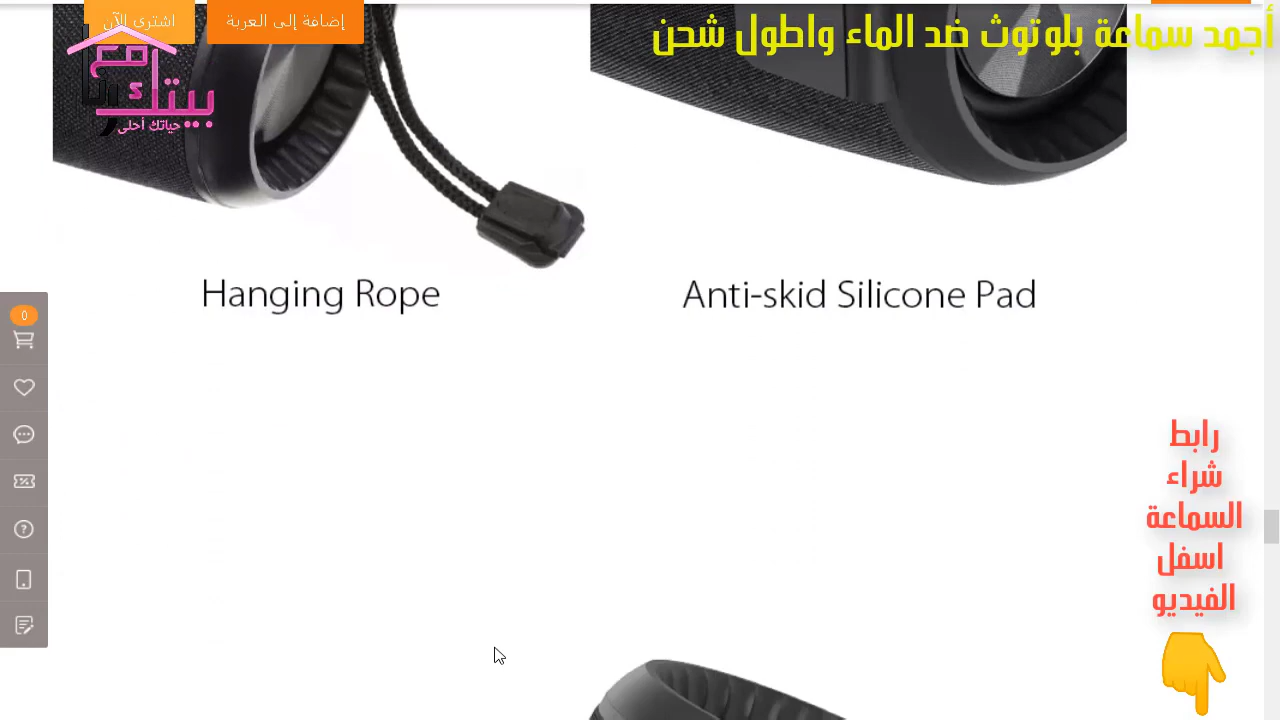 أجمد سماعة بلوتوث ضد الماء واطول شحن
إضافة إلى العربة
اشتري الآن
مع
بيتك
حياتك أحلى
Hanging Rope
Anti-skid Silicone Pad
0
رابط
شراء
السماعة
اسفل
الفيديو